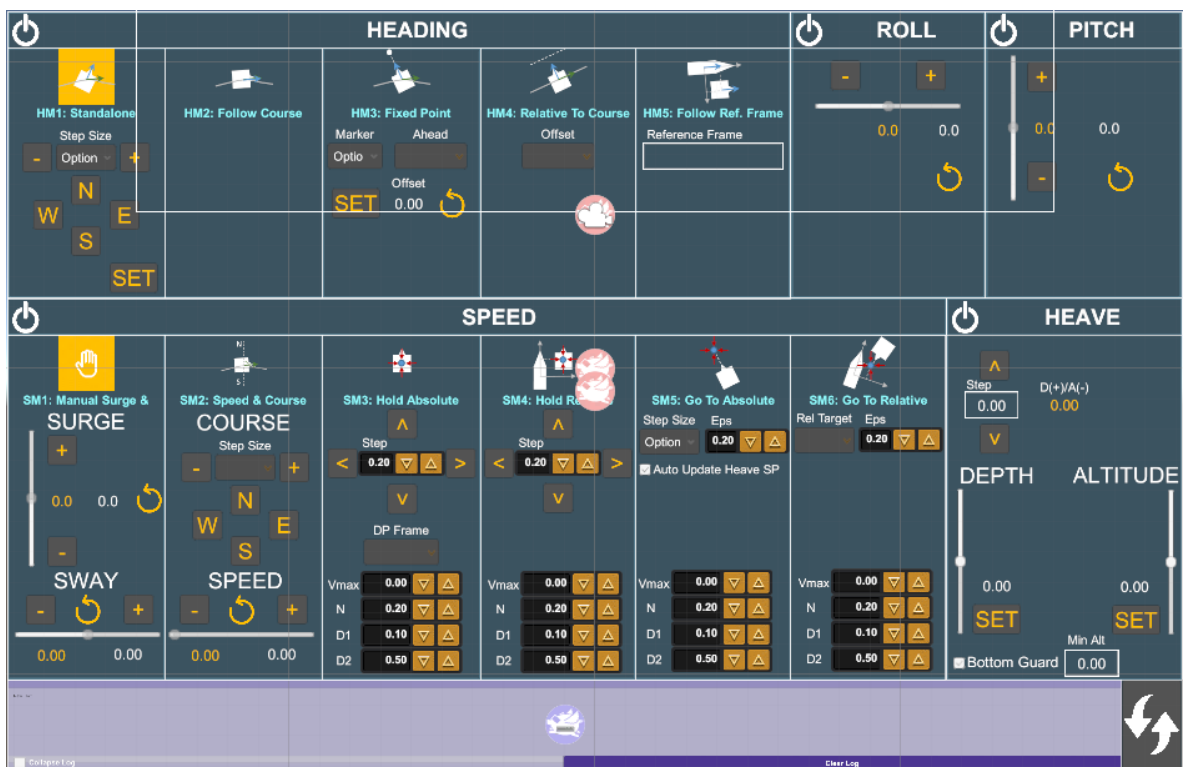 HEADING
ROLL
PITCH
HM1: Standalone
HM2: Follow Course
HM3: Fixed Point
HM4: Relative To Course
HM5: Follow Ref. Frame
Step Size
- Option +
N
W E
S
SET
Marker Ahead
Optio
Offset
SET 0.00
Offset
Reference Frame
- +
0.0 0.0
+
0.0 0.0
-
SPEED
HEAVE
N
S
SM1: Manual Surge &
SM2: Speed & Course
SM3: Hold Absolute
SM4: Hold Re
SM5: Go To Absolute
SM6: Go To Relative
SURGE
+
0.0 0.0
-
SWAY
- +
0.00 0.00
COURSE
Step Size
- +
N
W E
S
SPEED
- +
0.00 0.00
Step
< 0.20 >
DP Frame
Vmax 0.00
N 0.20
D1 0.10
D2 0.50
Step
< 0.20 >
Vmax 0.00
N 0.20
D1 0.10
D2 0.50
Step Size Eps
Option 0.20
Auto Update Heave SP
Vmax 0.00
N 0.20
D1 0.10
D2 0.50
Rel Target Eps
0.20
Vmax 0.00
N 0.20
D1 0.10
D2 0.50
Step D(+)/A(-)
0.00 0.00
DEPTH ALTITUDE
0.00 0.00
SET SET
Min Alt
Bottom Guard 0.00
Collapse Log
Clear Log